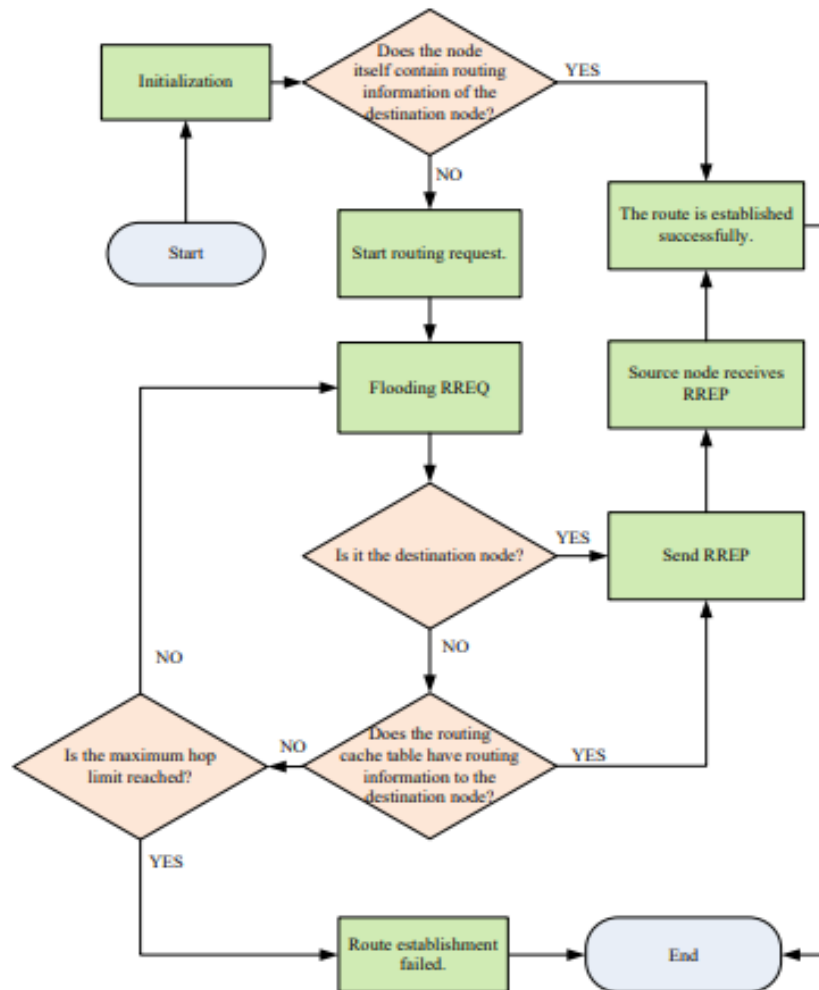 Does the node
itself contain routing
information of the
destination node?
YES
Initialization
NO
Start
Start routing request.
The route is established
successfully.
Flooding RREQ
Source node receives
RREP
Is it the destination node?
YES
Send RREP
NO
NO
Is the maximum hop
limit reached?
NO
Does the routing
cache table have routing
information to the
destination node?
YES
YES
Route establishment
failed.
End